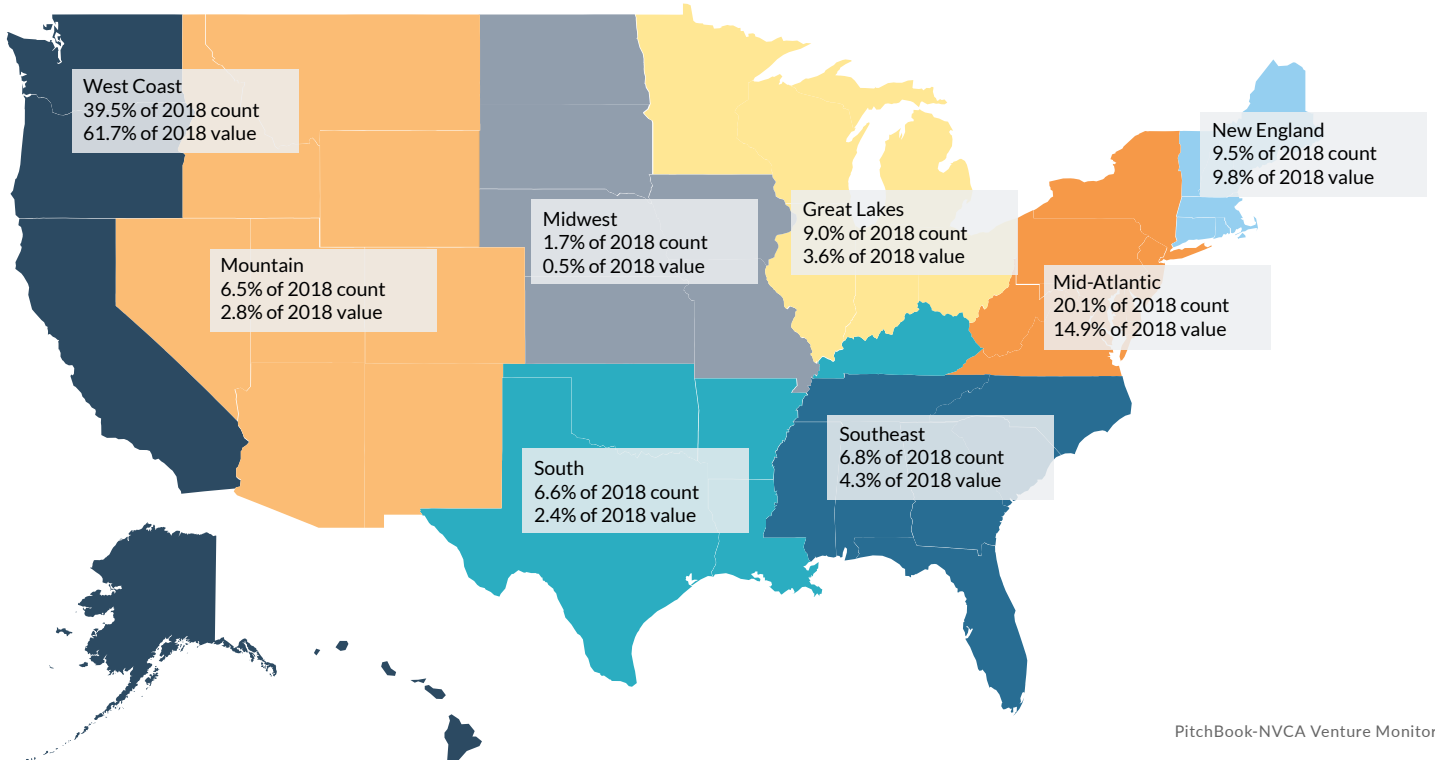 West Coast
39.5% of 2018 count
61.7% of 2018 value
New England
9.5% of 2018 count
9.8% of 2018 value
Midwest
1.7% of 2018 count
0.5% of 2018 value
Great Lakes
9.0% of 2018 count
3.6% of 2018 value
Mountain
6.5% of 2018 count
2.8% of 2018 value
Mid-Atlantic
20.1% of 2018 count
14.9% of 2018 value
South
6.6% of 2018 count
2.4% of 2018 value
Southeast
6.8% of 2018 count
4.3% of 2018 value
PitchBook-NVCA Venture Monitor